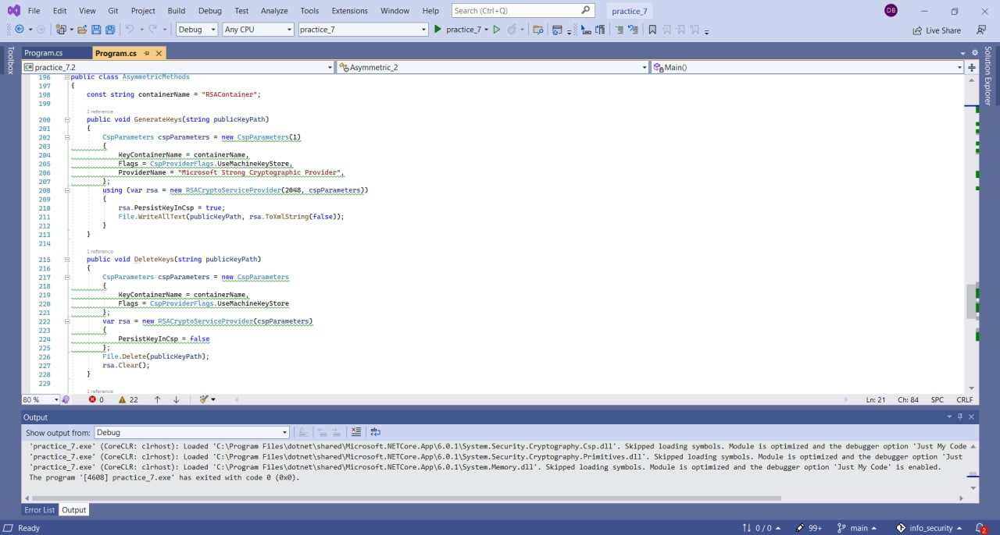 File Edit View Git Project Build Debug Test Analyze Tools Extensions Window Help Search (Ctrl+Q) practice_7 DB
Debug Any CPU practice_7 practice_7 Live Share
Toolbox
Program.cs Program.cs
practice_7.2 Asymmetric_2 Main()
Solution Explorer
196 public class AsymmetricMethods
197 {
198 const string containerName = "RSAContainer";
199
1 reference
200 public void GenerateKeys(string publicKeyPath)
201 {
202 CspParameters cspParameters = new CspParameters(1)
203 {
204 KeyContainerName = containerName,
205 Flags = CspProviderFlags.UseMachineKeyStore,
206 ProviderName = "Microsoft Strong Cryptographic Provider",
207 };
208 using (var rsa = new RSACryptoServiceProvider(2048, cspParameters))
209 {
210 rsa.PersistKeyInCsp = true;
211 File.WriteAllText(publicKeyPath, rsa.ToXmlString(false));
212 }
213 }
214
1 reference
215 public void DeleteKeys(string publicKeyPath)
216 {
217 CspParameters cspParameters = new CspParameters
218 {
219 KeyContainerName = containerName,
220 Flags = CspProviderFlags.UseMachineKeyStore
221 };
222 var rsa = new RSACryptoServiceProvider(cspParameters)
223 {
224 PersistKeyInCsp = false
225 };
226 File.Delete(publicKeyPath);
227 rsa.Clear();
228 }
229
1 reference
80 % 0 22 Ln: 21 Ch: 84 SPC CRLF
Output
Show output from: Debug
'practice_7.exe' (CoreCLR: clrhost): Loaded 'C:\Program Files\dotnet\shared\Microsoft.NETCore.App\6.0.1\System.Security.Cryptography.Csp.dll'. Skipped loading symbols. Module is optimized and the debugger option 'Just My Code
'practice_7.exe' (CoreCLR: clrhost): Loaded 'C:\Program Files\dotnet\shared\Microsoft.NETCore.App\6.0.1\System.Security.Cryptography.Primitives.dll'. Skipped loading symbols. Module is optimized and the debugger option 'Just
'practice_7.exe' (CoreCLR: clrhost): Loaded 'C:\Program Files\dotnet\shared\Microsoft.NETCore.App\6.0.1\System.Memory.dll'. Skipped loading symbols. Module is optimized and the debugger option 'Just My Code' is enabled.
The program '[4608] practice_7.exe' has exited with code 0 (0x0).
Error List Output
Ready 0 / 0 99+ main info_security 2